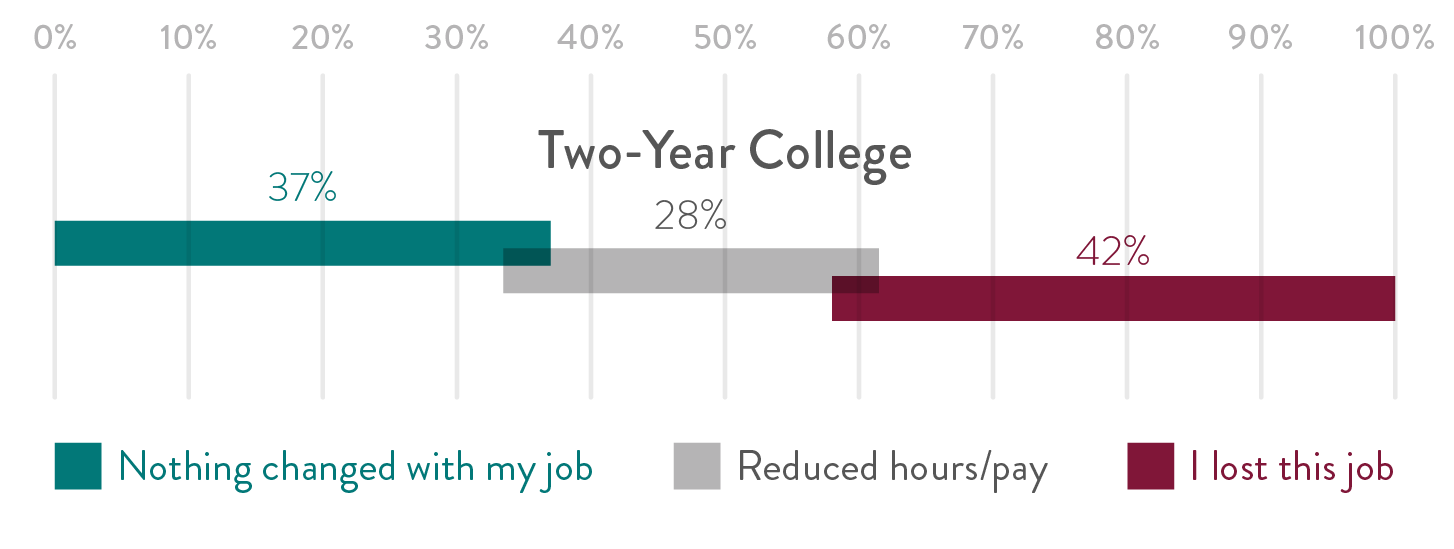 0% 10% 20% 30% 40% 50% 60% 70% 80% 90% 100%
Two-Year College
37%
28%
42%
Nothing changed with my job
Reduced hours/pay
I lost this job